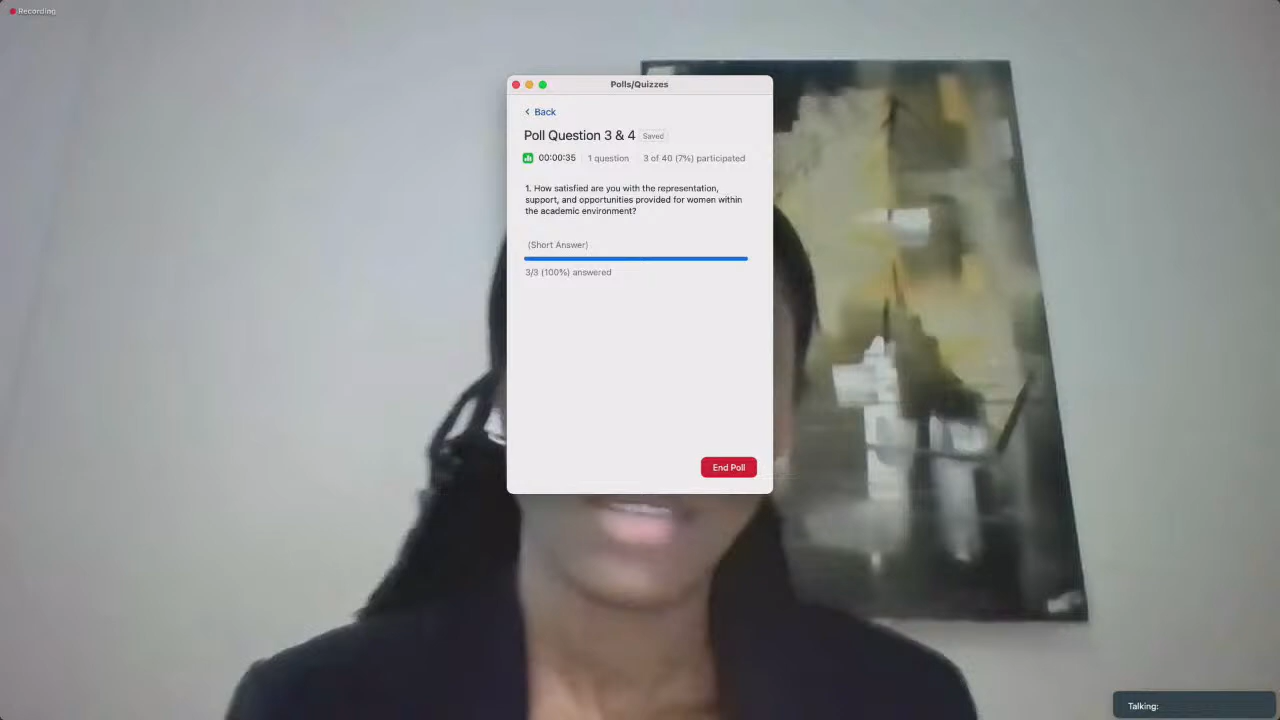 Recording
Polls/Quizzes
Back
Poll Question 3 & 4 Saved
00:00:35 1 question 3 of 40 (7%) participated
1. How satisfied are you with the representation,
support, and opportunities provided for women within
the academic environment?
(Short Answer)
3/3 (100%) answered
End Poll
Talking: